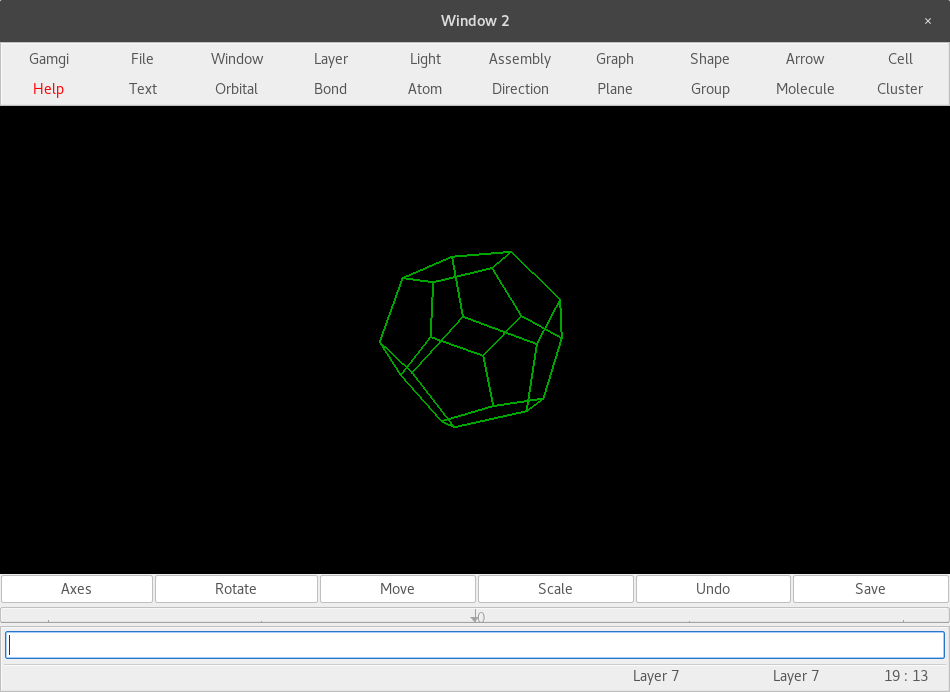 Window 2 ×
Gamgi File Window Layer Light Assembly Graph Shape Arrow Cell
Help Text Orbital Bond Atom Direction Plane Group Molecule Cluster
Axes Rotate Move Scale Undo Save
0
Layer 7 Layer 7 19 : 13